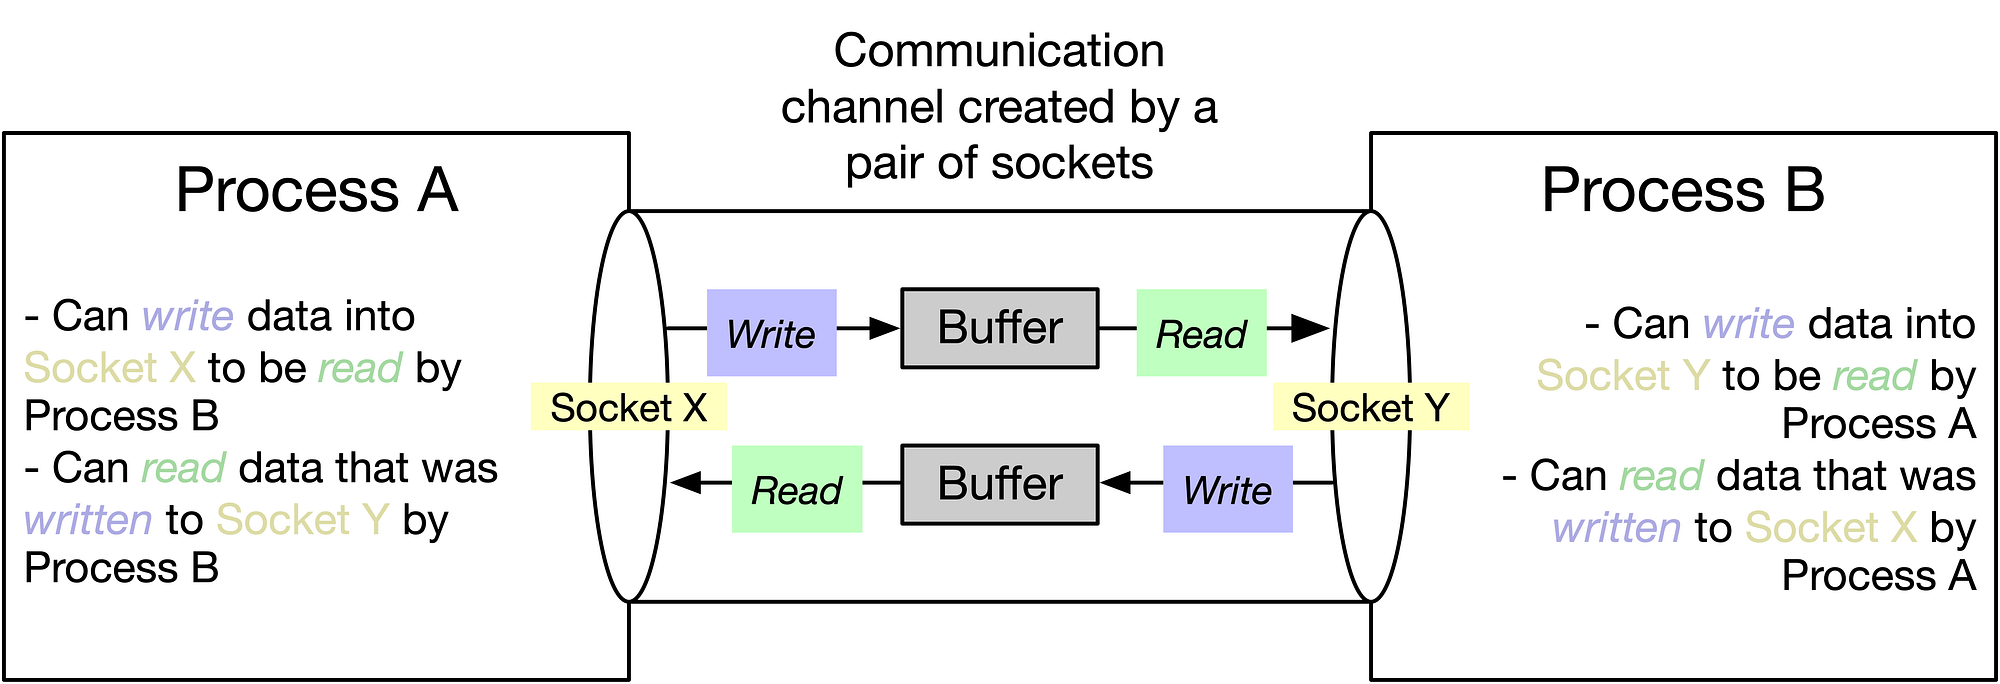 Communication
channel created by a
pair of sockets
Process A
- Can write data into
Socket X to be read by
Process B
- Can read data that was
written to Socket Y by
Process B
Socket X
Write
Buffer
Read
Read
Buffer
Write
Socket Y
Process B
- Can write data into
Socket Y to be read by
Process A
- Can read data that was
written to Socket X by
Process A